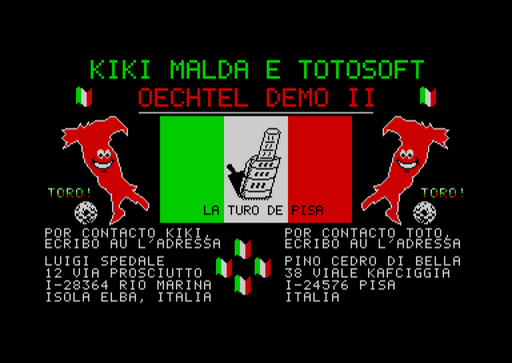 KIKI MALDA E TOTOSOFT
OECHTEL DEMO II
TORO!
TORO!
LA TURO DE PISA
POR CONTACTO KIKI,
ECRIBO AU L'ADRESSA
LUIGI SPEDALE
12 VIA PROSCIUTTO
I-28364 RIO MARINA
ISOLA ELBA, ITALIA
POR CONTACTO TOTO,
ECRIBO AU L'ADRESSA
PINO CEDRO DI BELLA
38 VIALE KAFCIGGIA
I-24576 PISA
ITALIA